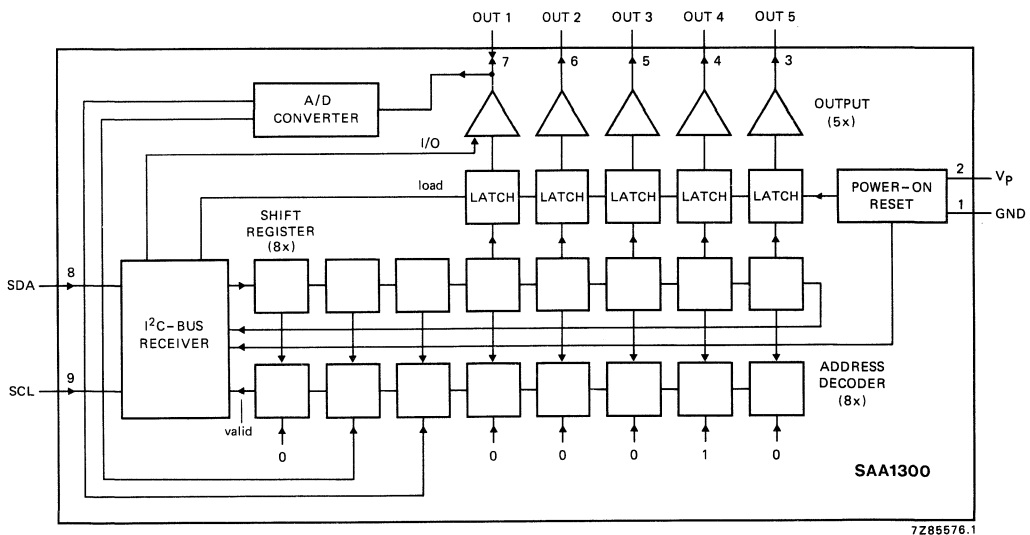 OUT 1 OUT 2 OUT 3 OUT 4 OUT 5
7 6 5 4 3
A/D
CONVERTER
OUTPUT
(5x)
I/O
load
LATCH LATCH LATCH LATCH LATCH
POWER-ON
RESET
2 VP
1 GND
SHIFT
REGISTER
(8x)
SDA 8
I²C-BUS
RECEIVER
SCL 9
ADDRESS
DECODER
(8x)
valid
0 0 0 0 1 0
SAA1300
7Z85576.1